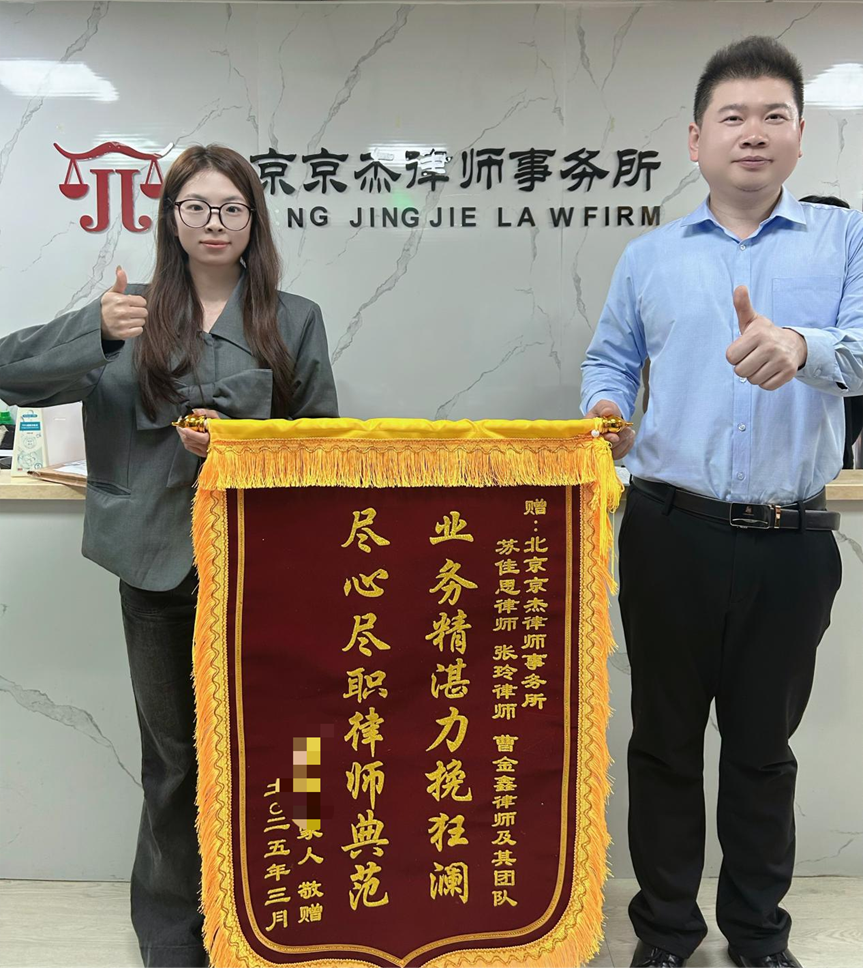 京京杰律师事务所
NG JINGJIE LAWFIRM
赠：北京京杰律师事务所
苏佳恩律师 张玲律师 曹金鑫律师及其团队
业务精湛力挽狂澜
尽心尽职律师典范
家人 敬赠
二〇二五年三月